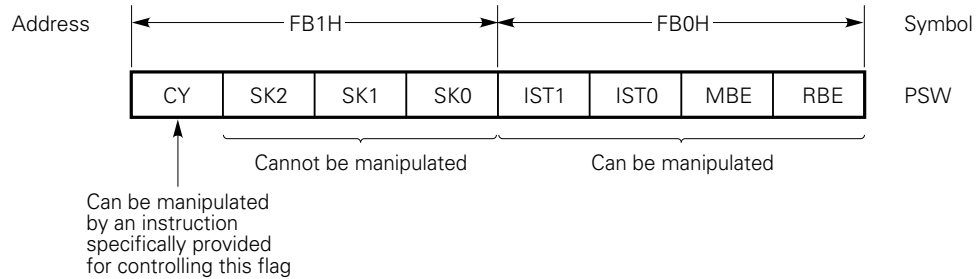 Address FB1H FB0H Symbol
CY SK2 SK1 SK0 IST1 IST0 MBE RBE PSW
Cannot be manipulated Can be manipulated
Can be manipulated
by an instruction
specifically provided
for controlling this flag